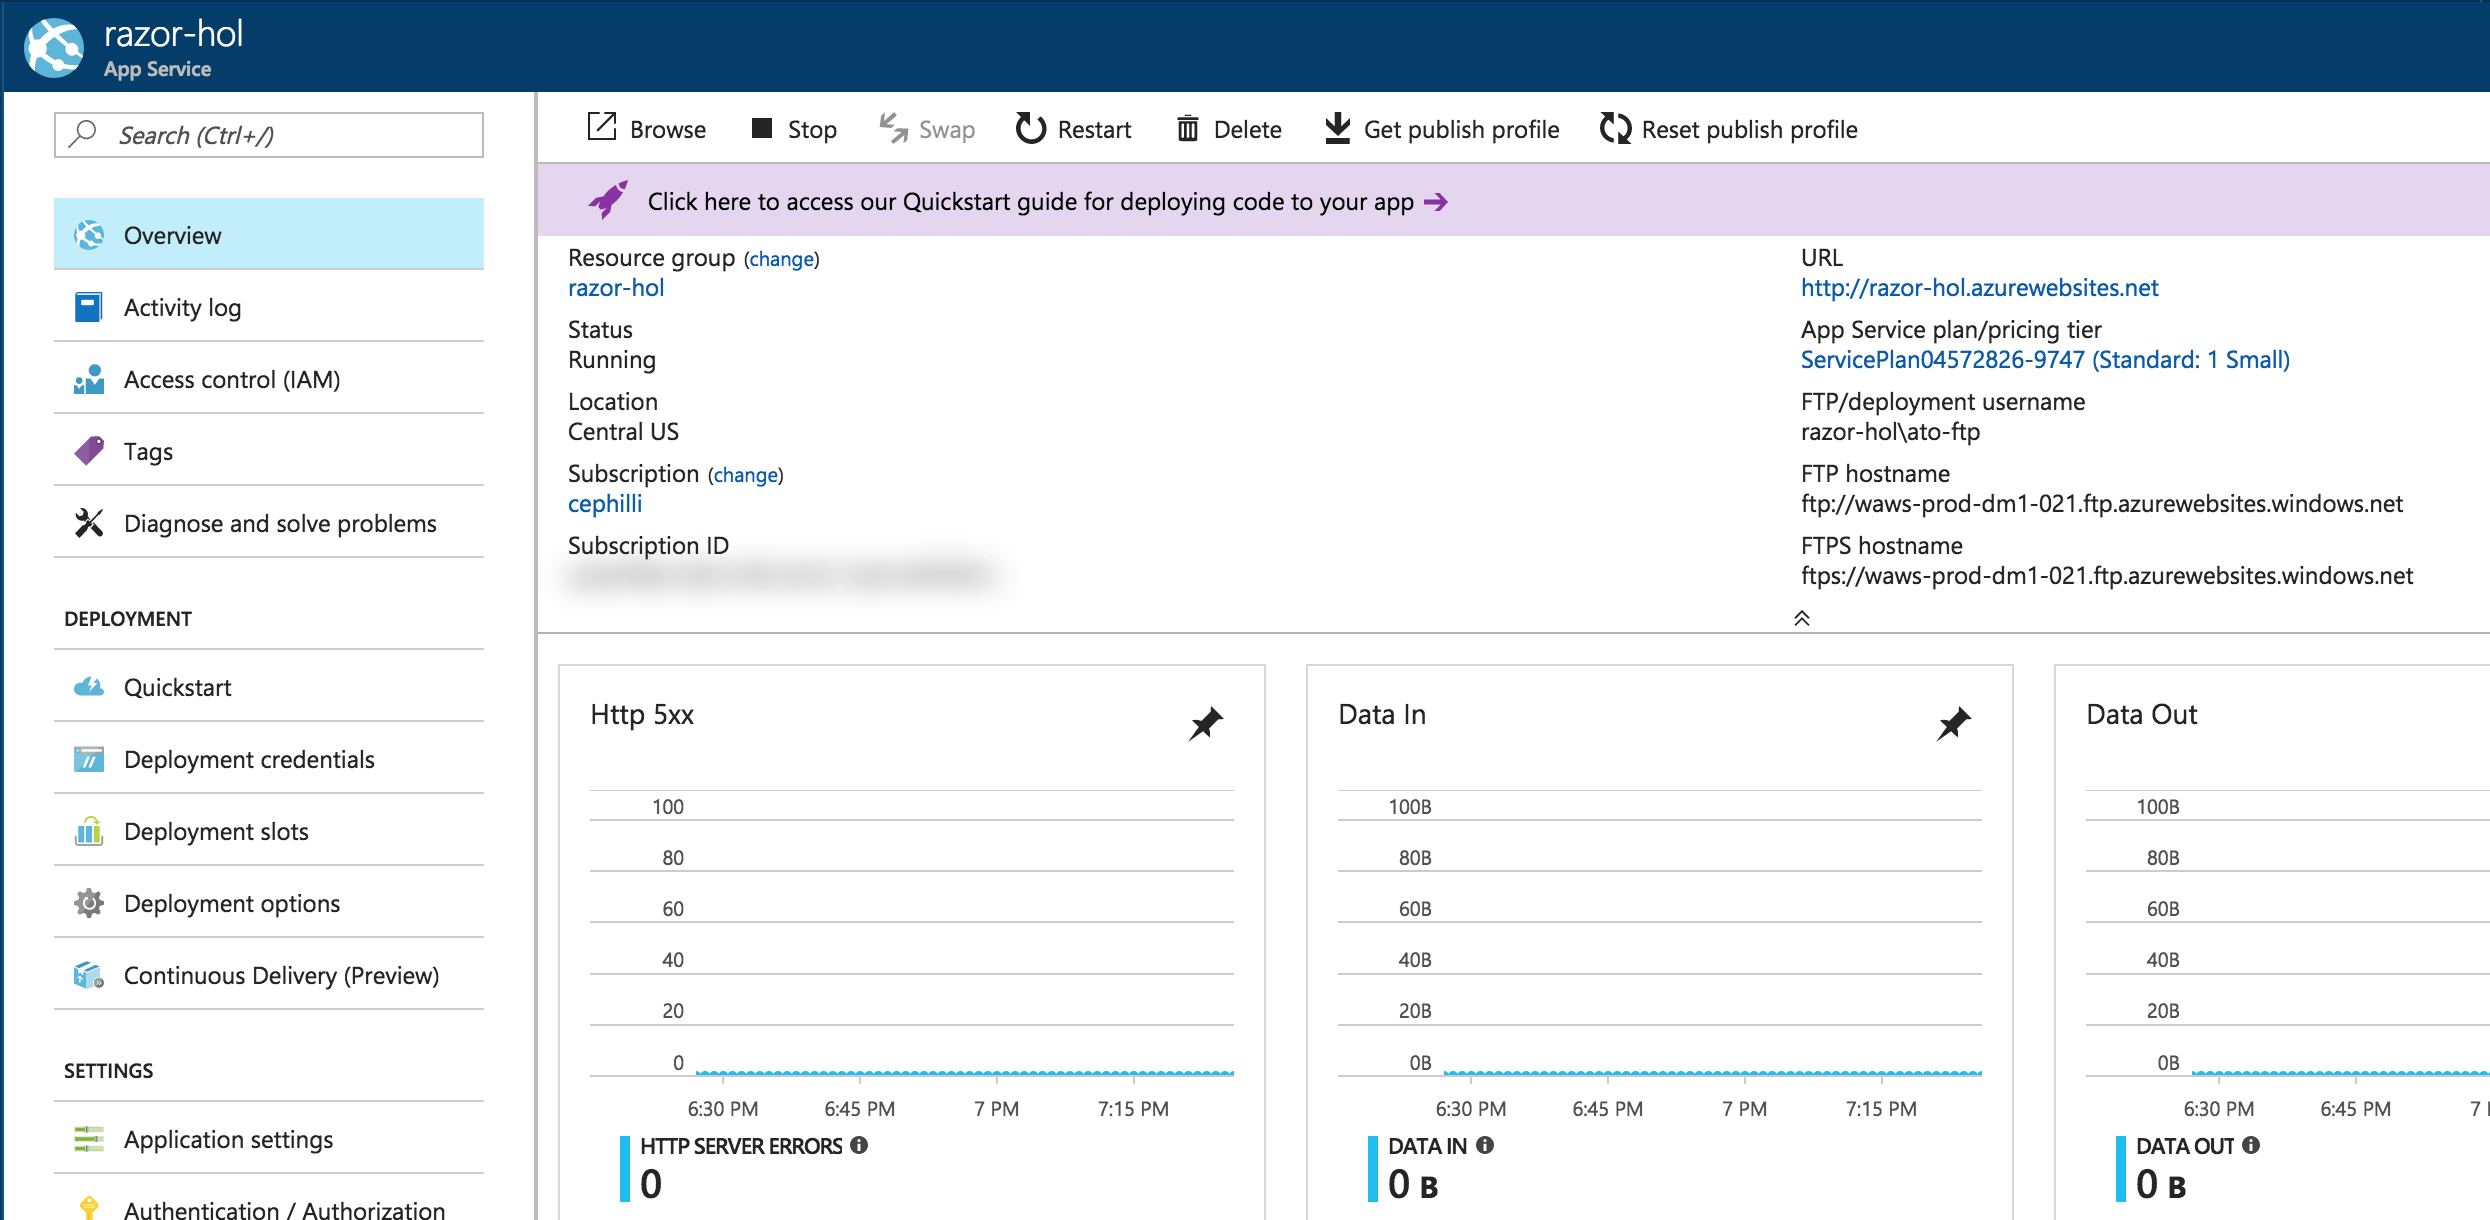 razor-hol
App Service
Search (Ctrl+/)
Overview
Activity log
Access control (IAM)
Tags
Diagnose and solve problems
DEPLOYMENT
Quickstart
Deployment credentials
Deployment slots
Deployment options
Continuous Delivery (Preview)
SETTINGS
Application settings
Authentication / Authorization
Browse Stop Swap Restart Delete Get publish profile Reset publish profile
Click here to access our Quickstart guide for deploying code to your app
Resource group (change)
razor-hol
Status
Running
Location
Central US
Subscription (change)
cephilli
Subscription ID
URL
http://razor-hol.azurewebsites.net
App Service plan/pricing tier
ServicePlan04572826-9747 (Standard: 1 Small)
FTP/deployment username
razor-hol\ato-ftp
FTP hostname
ftp://waws-prod-dm1-021.ftp.azurewebsites.windows.net
FTPS hostname
ftps://waws-prod-dm1-021.ftp.azurewebsites.windows.net
Http 5xx
100
80
60
40
20
0
6:30 PM 6:45 PM 7 PM 7:15 PM
HTTP SERVER ERRORS
0
Data In
100B
80B
60B
40B
20B
0B
6:30 PM 6:45 PM 7 PM 7:15 PM
DATA IN
0 B
Data Out
100B
80B
60B
40B
20B
0B
6:30 PM 6:45 PM 7
DATA OUT
0 B